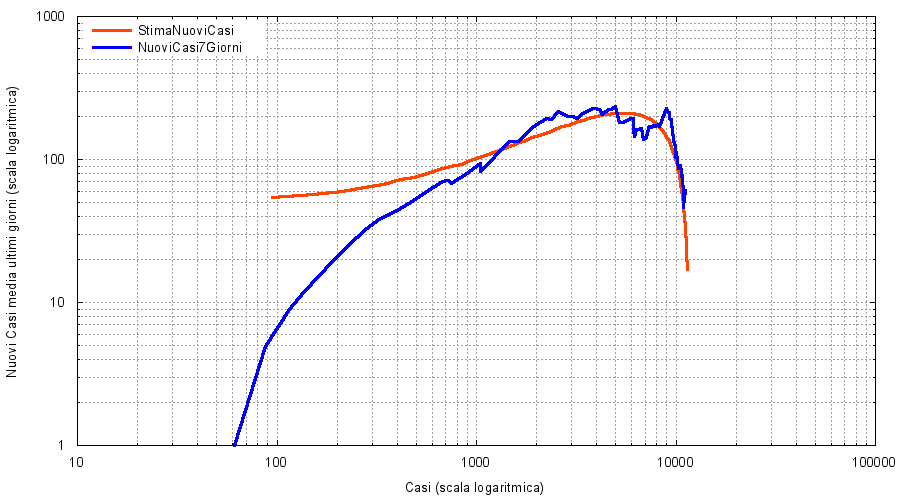 1000
StimaNuoviCasi
NuoviCasi7Giorni
100
10
1
Nuovi Casi media ultimi giorni (scala logaritmica)
10
100
1000
10000
100000
Casi (scala logaritmica)